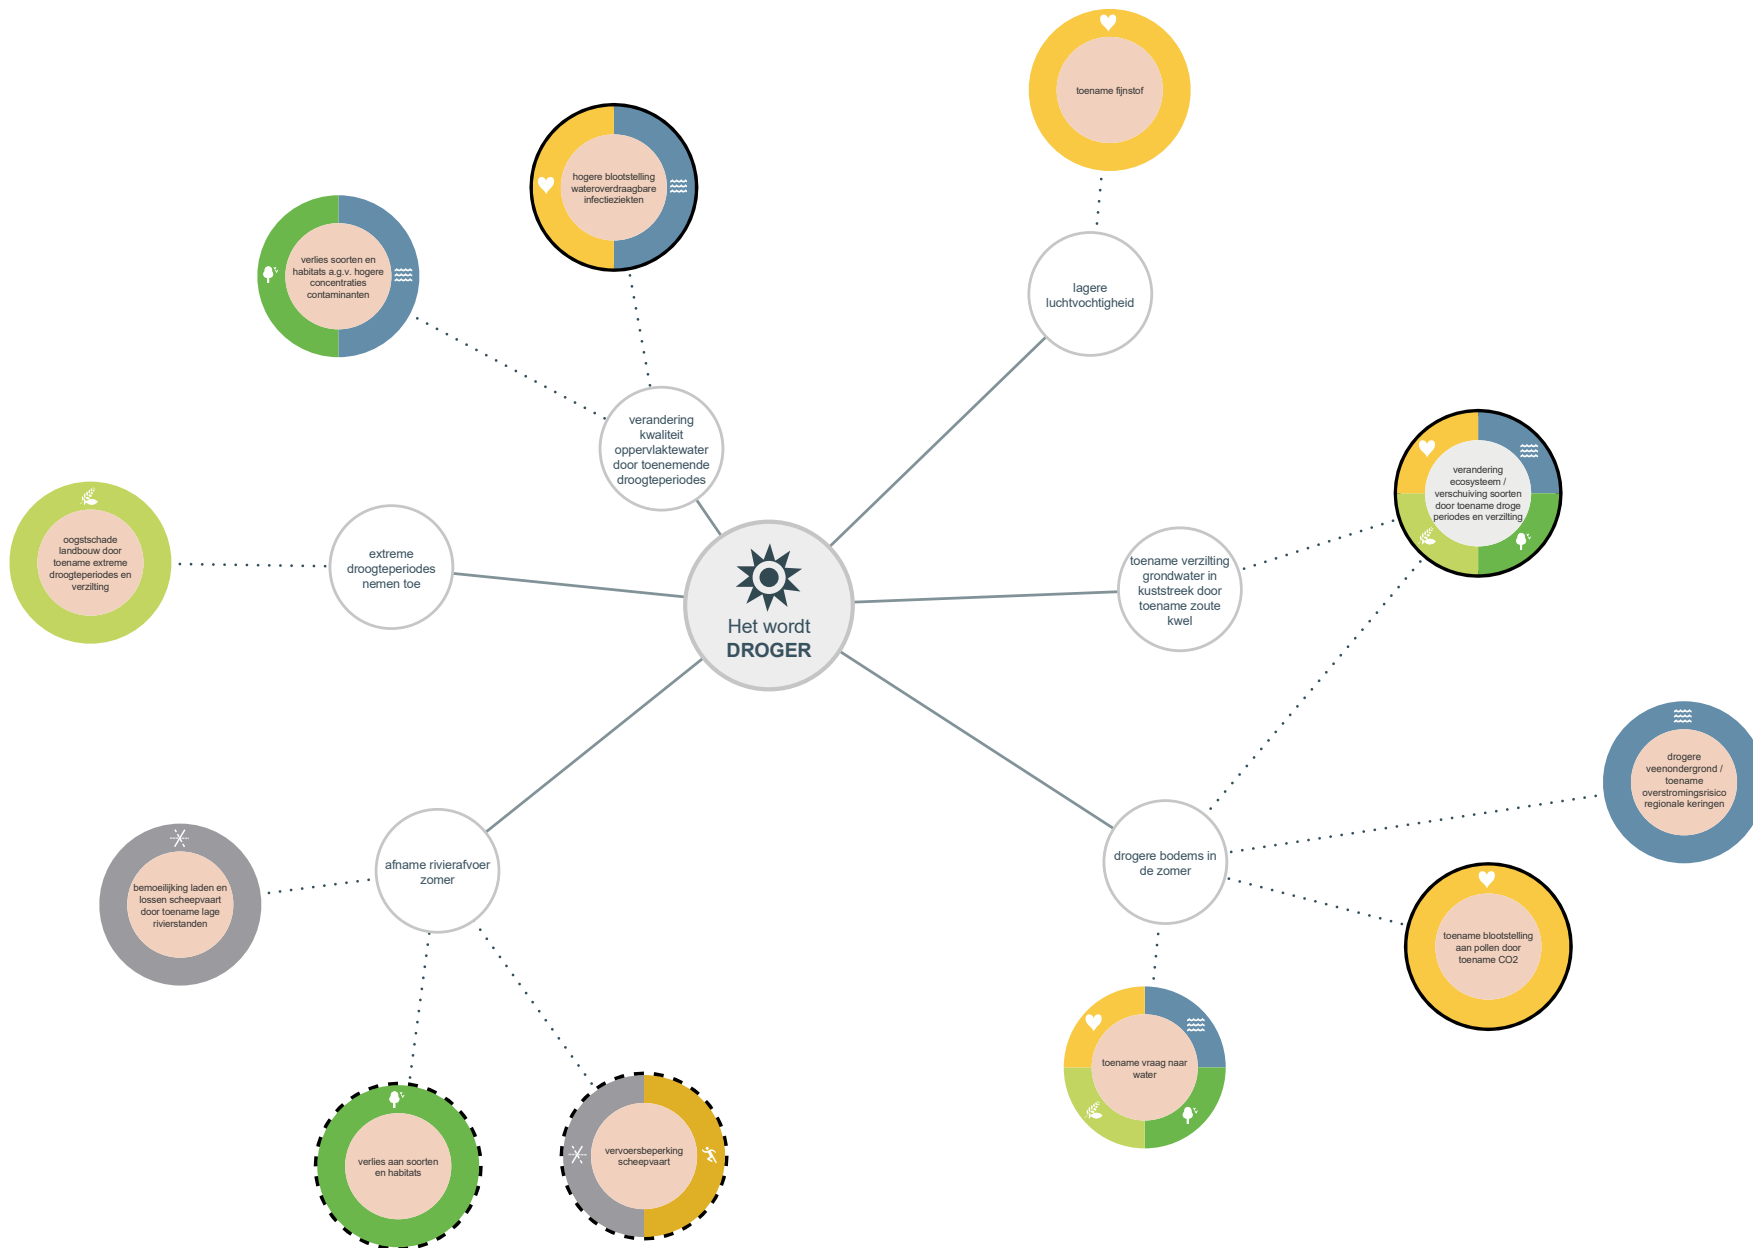 toename fijnstof
hogere blootstelling
wateroverdraagbare
infectieziekten
verlies soorten en
habitats a.g.v. hogere
concentraties
contaminanten
lagere
luchtvochtigheid
verandering
kwaliteit
oppervlaktewater
door toenemende
droogteperiodes
verandering
ecosysteem /
verschuiving soorten
door toename droge
periodes en verzilting
oogstschade
landbouw door
toename extreme
droogteperiodes en
verzilting
extreme
droogteperiodes
nemen toe
Het wordt
DROGER
toename verzilting
grondwater in
kuststreek door
toename zoute
kwel
drogere
veenondergrond /
toename
overstromingsrisico
regionale keringen
afname rivierafvoer
zomer
drogere bodems in
de zomer
bemoeilijking laden en
lossen scheepvaart
door toename lage
rivierstanden
toename blootstelling
aan pollen door
toename CO2
toename vraag naar
water
verlies aan soorten
en habitats
vervoersbeperking
scheepvaart